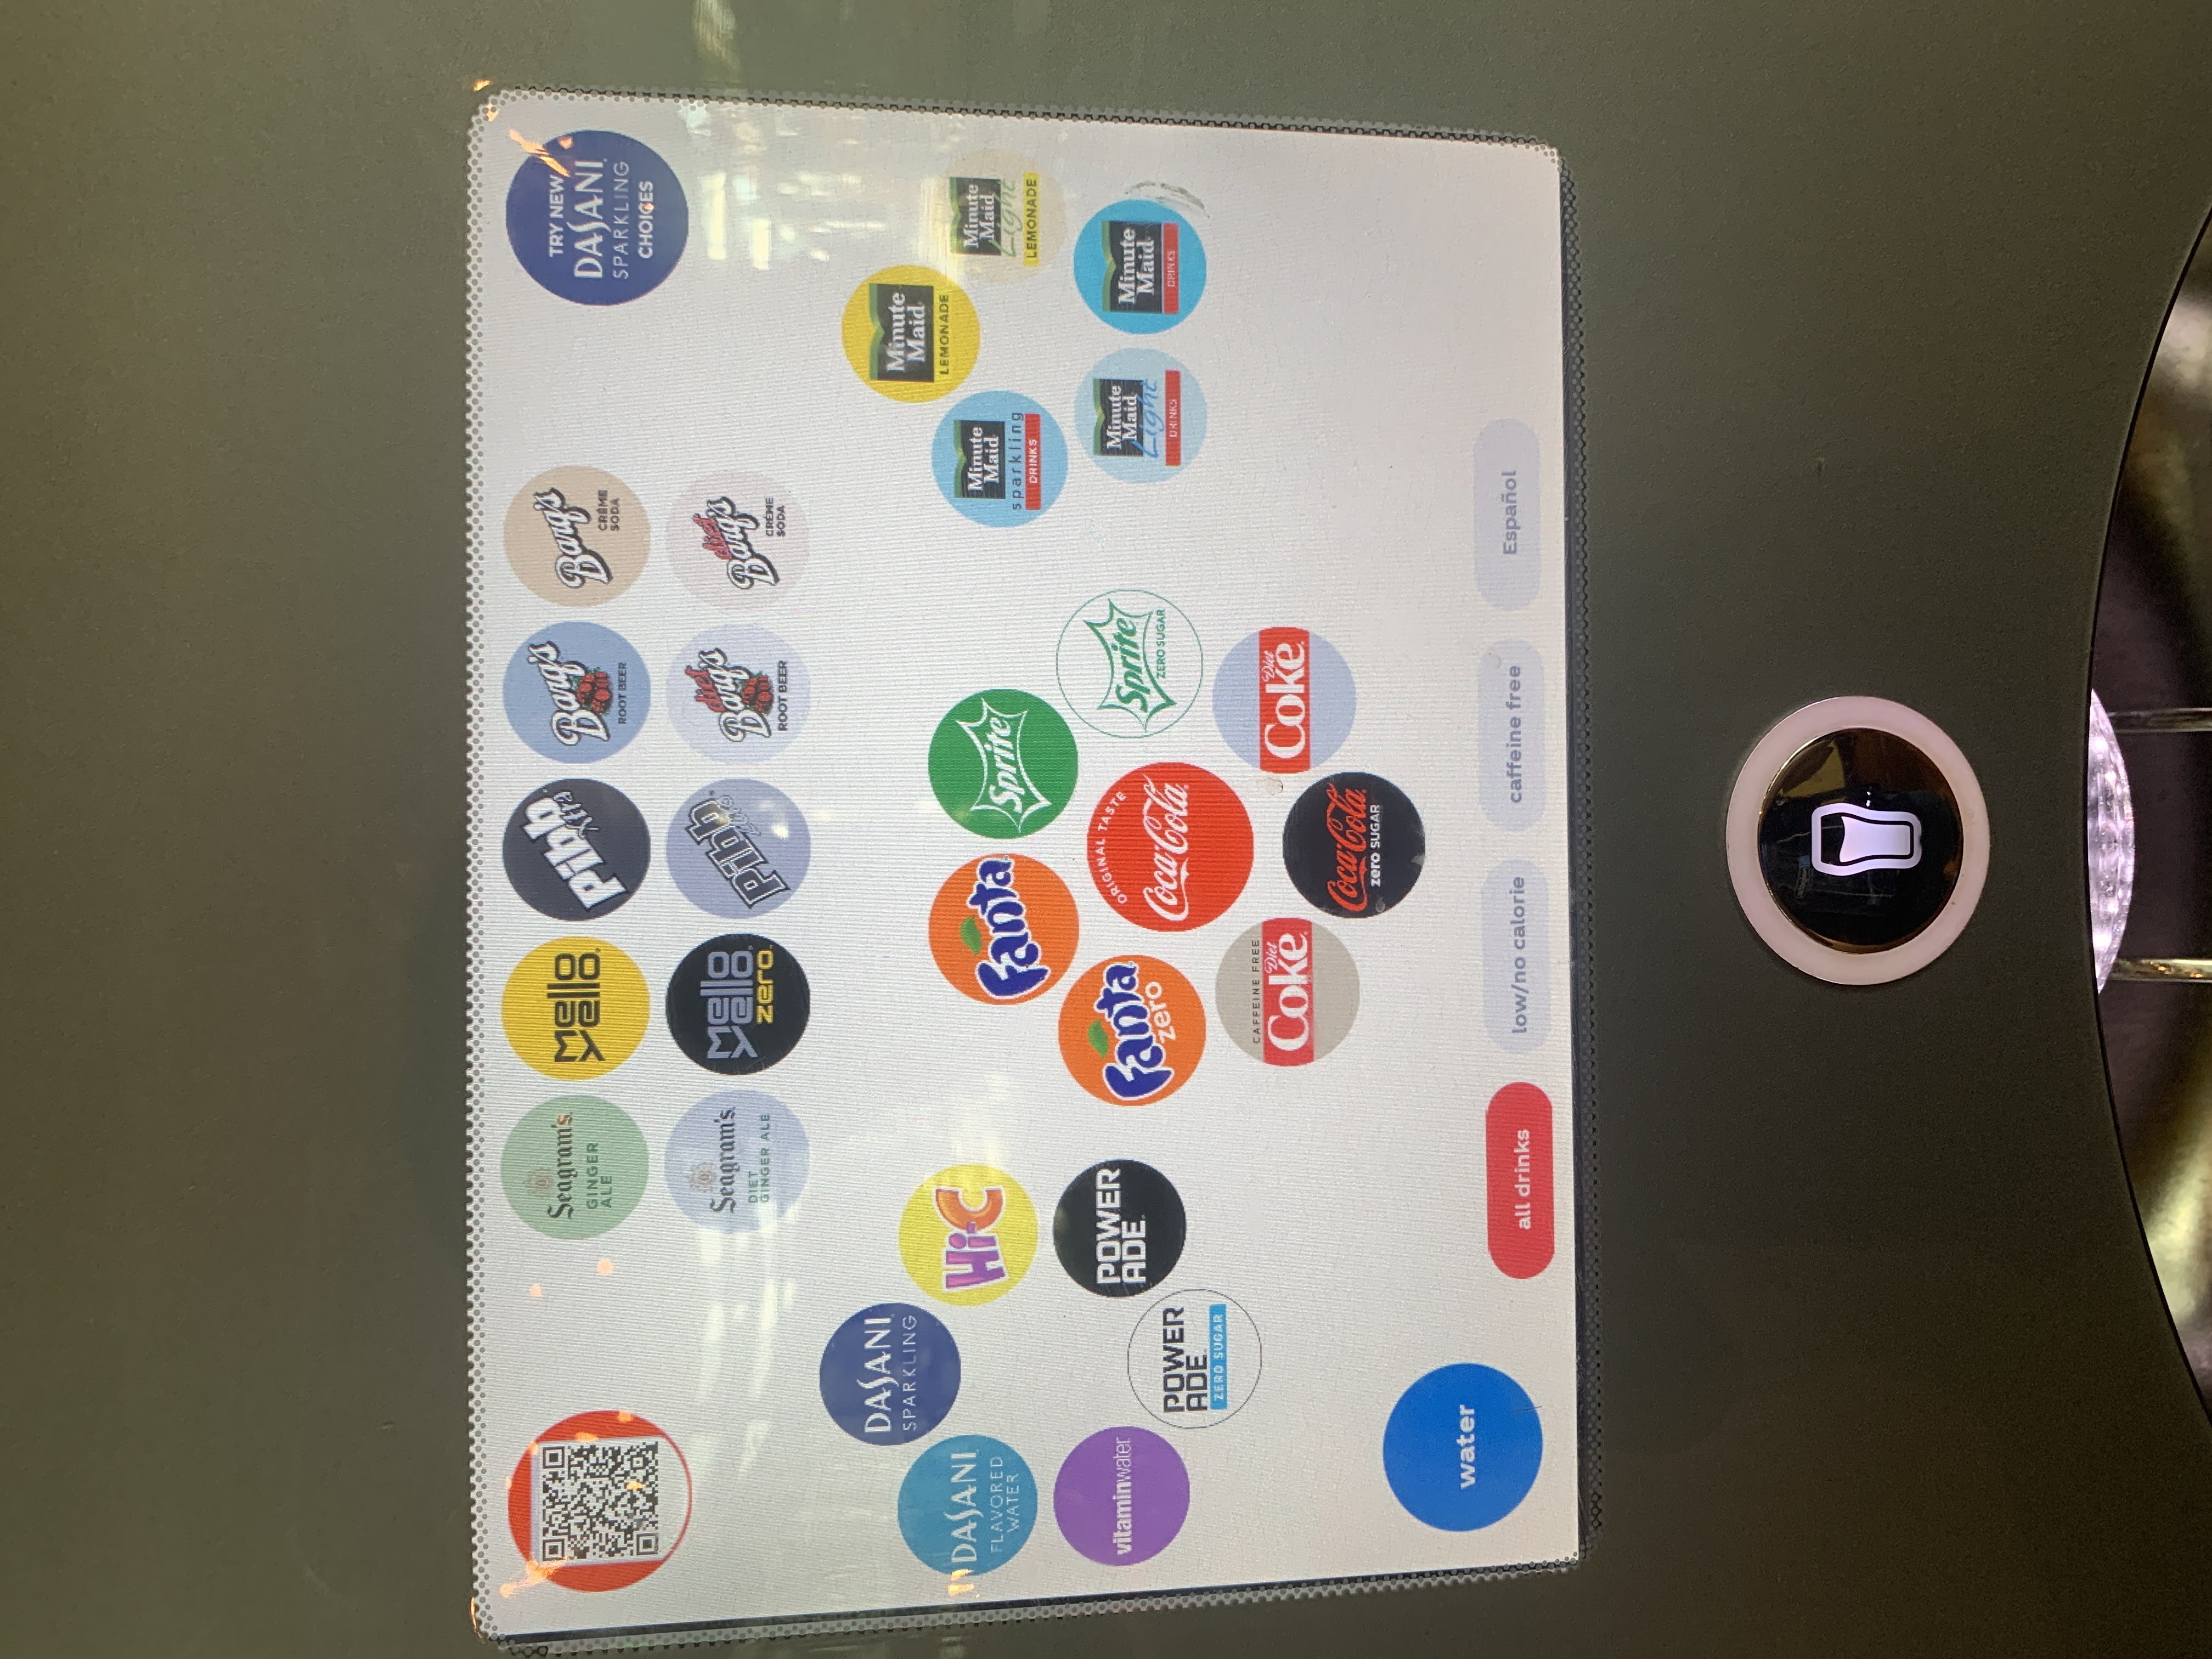 Seagram's
GINGER
ALE
mello
yello
Pibb
Xtra
Barq's
ROOT BEER
Barq's
CRÈME
SODA
TRY NEW
DASANI
SPARKLING
CHOICES
Seagram's
DIET
GINGER ALE
mello
yello
zero
Pibb
zero
diet
Barq's
ROOT BEER
diet
Barq's
CRÈME
SODA
DASANI
SPARKLING
DASANI
FLAVORED
WATER
Hi-C
vitaminwater
POWER
ADE
POWER
ADE
ZERO SUGAR
Fanta
Sprite
Fanta
zero
ORIGINAL TASTE
Coca-Cola
Sprite
ZERO SUGAR
CAFFEINE FREE
Diet
Coke
Diet
Coke
Coca-Cola
zero SUGAR
Minute
Maid
LEMONADE
Minute
Maid
sparkling
DRINKS
Minute
Maid
Light
LEMONADE
Minute
Maid
Light
DRINKS
Minute
Maid
DRINKS
water
all drinks
low/no calorie
caffeine free
Español